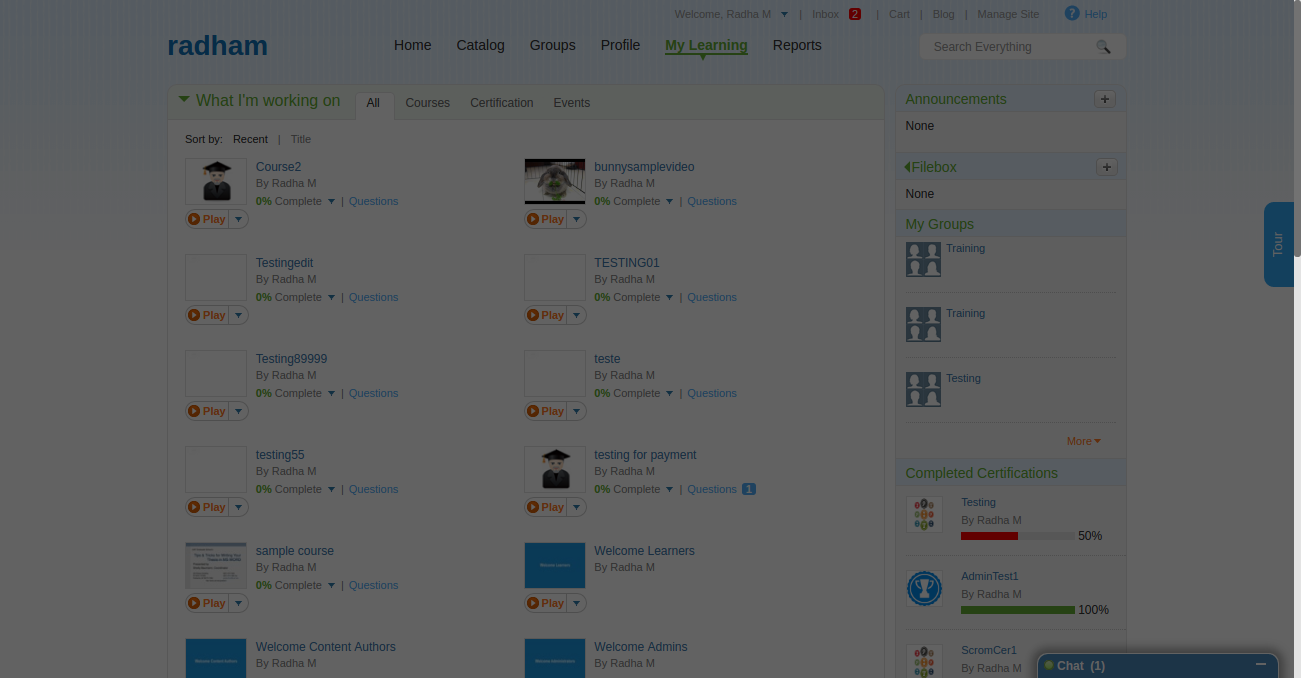 Welcome, Radha M | Inbox 2 | Cart | Blog | Manage Site ? Help
radham
Home Catalog Groups Profile My Learning Reports
Search Everything
What I'm working on All Courses Certification Events
Sort by: Recent | Title
Course2
By Radha M
0% Complete | Questions
Play
bunnysamplevideo
By Radha M
0% Complete | Questions
Play
Testingedit
By Radha M
0% Complete | Questions
Play
TESTING01
By Radha M
0% Complete | Questions
Play
Testing89999
By Radha M
0% Complete | Questions
Play
teste
By Radha M
0% Complete | Questions
Play
testing55
By Radha M
0% Complete | Questions
Play
testing for payment
By Radha M
0% Complete | Questions 1
Play
sample course
By Radha M
0% Complete | Questions
Play
Welcome Learners
Welcome Learners
By Radha M
Play
Welcome Content Authors
Welcome Content Authors
By Radha M
Welcome Admins
By Radha M
Announcements +
None
Filebox +
None
My Groups
Training
Training
Testing
More
Completed Certifications
Testing
By Radha M
50%
AdminTest1
By Radha M
100%
ScromCer1
By Radha M
Tour
Chat (1)